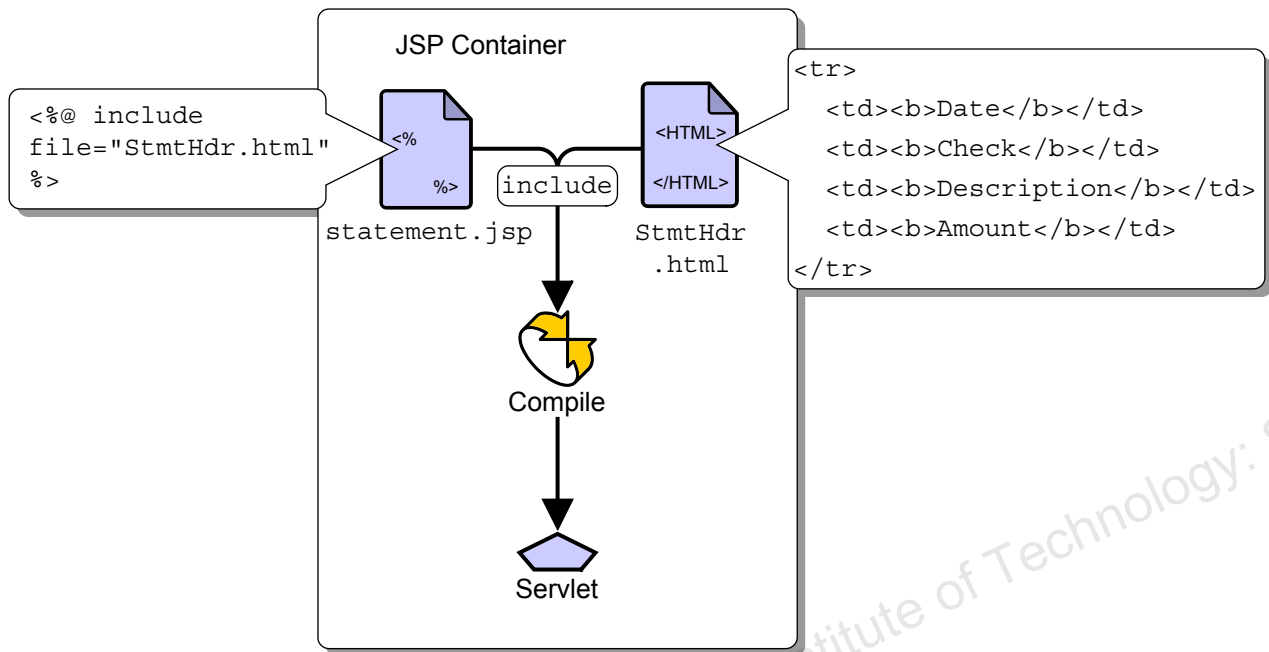 JSP Container
<%@ include
file="StmtHdr.html"
%>
<%
%>
statement.jsp
include
<HTML>
</HTML>
StmtHdr
.html
<tr>
<td><b>Date</b></td>
<td><b>Check</b></td>
<td><b>Description</b></td>
<td><b>Amount</b></td>
</tr>
Compile
Servlet
of Technology: